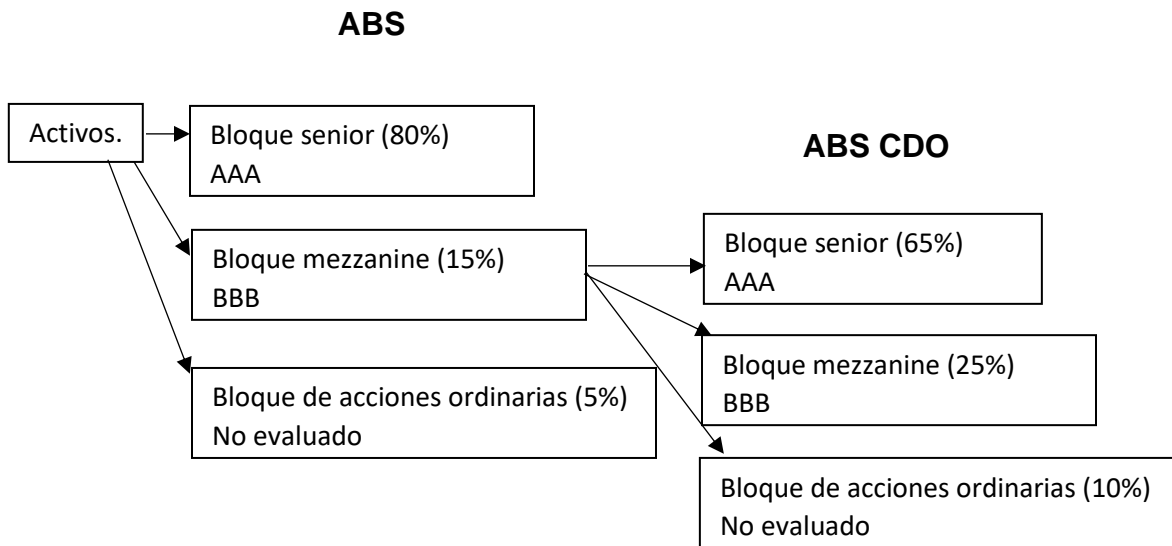 ABS
Activos.
Bloque senior (80%)
AAA
Bloque mezzanine (15%)
BBB
Bloque de acciones ordinarias (5%)
No evaluado
ABS CDO
Bloque senior (65%)
AAA
Bloque mezzanine (25%)
BBB
Bloque de acciones ordinarias (10%)
No evaluado